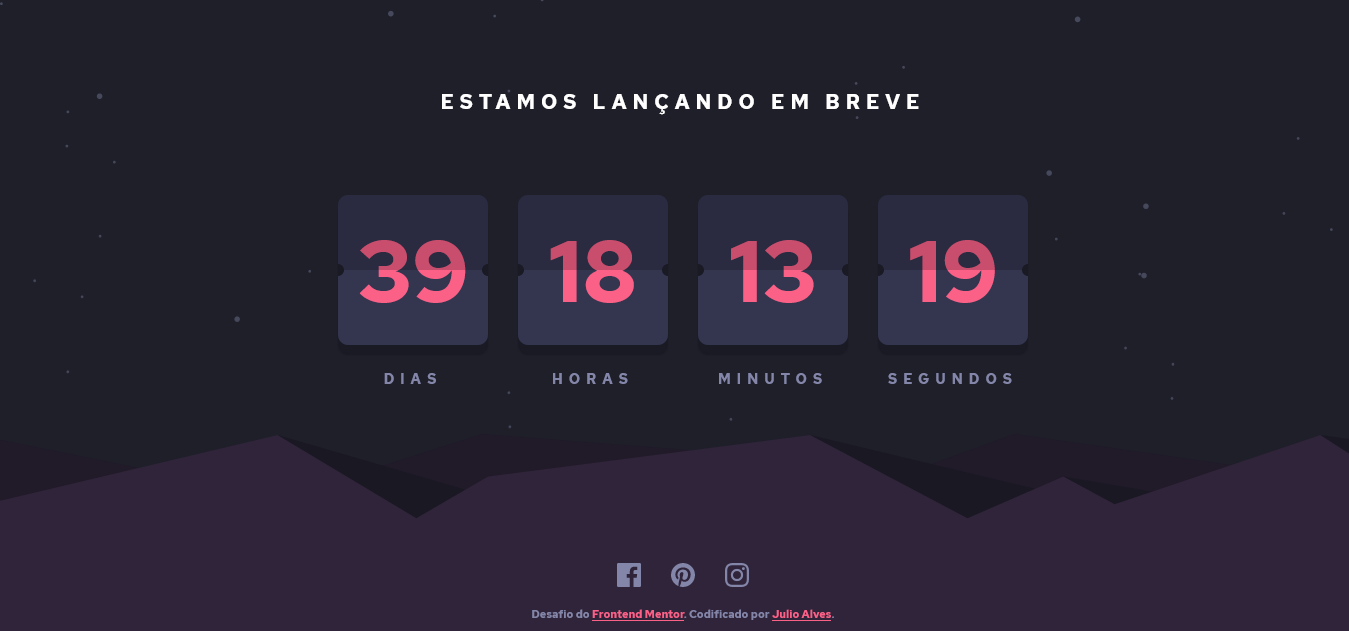 ESTAMOS LANÇANDO EM BREVE
39 18 13 19
DIAS HORAS MINUTOS SEGUNDOS
Desafio do Frontend Mentor. Codificado por Julio Alves.